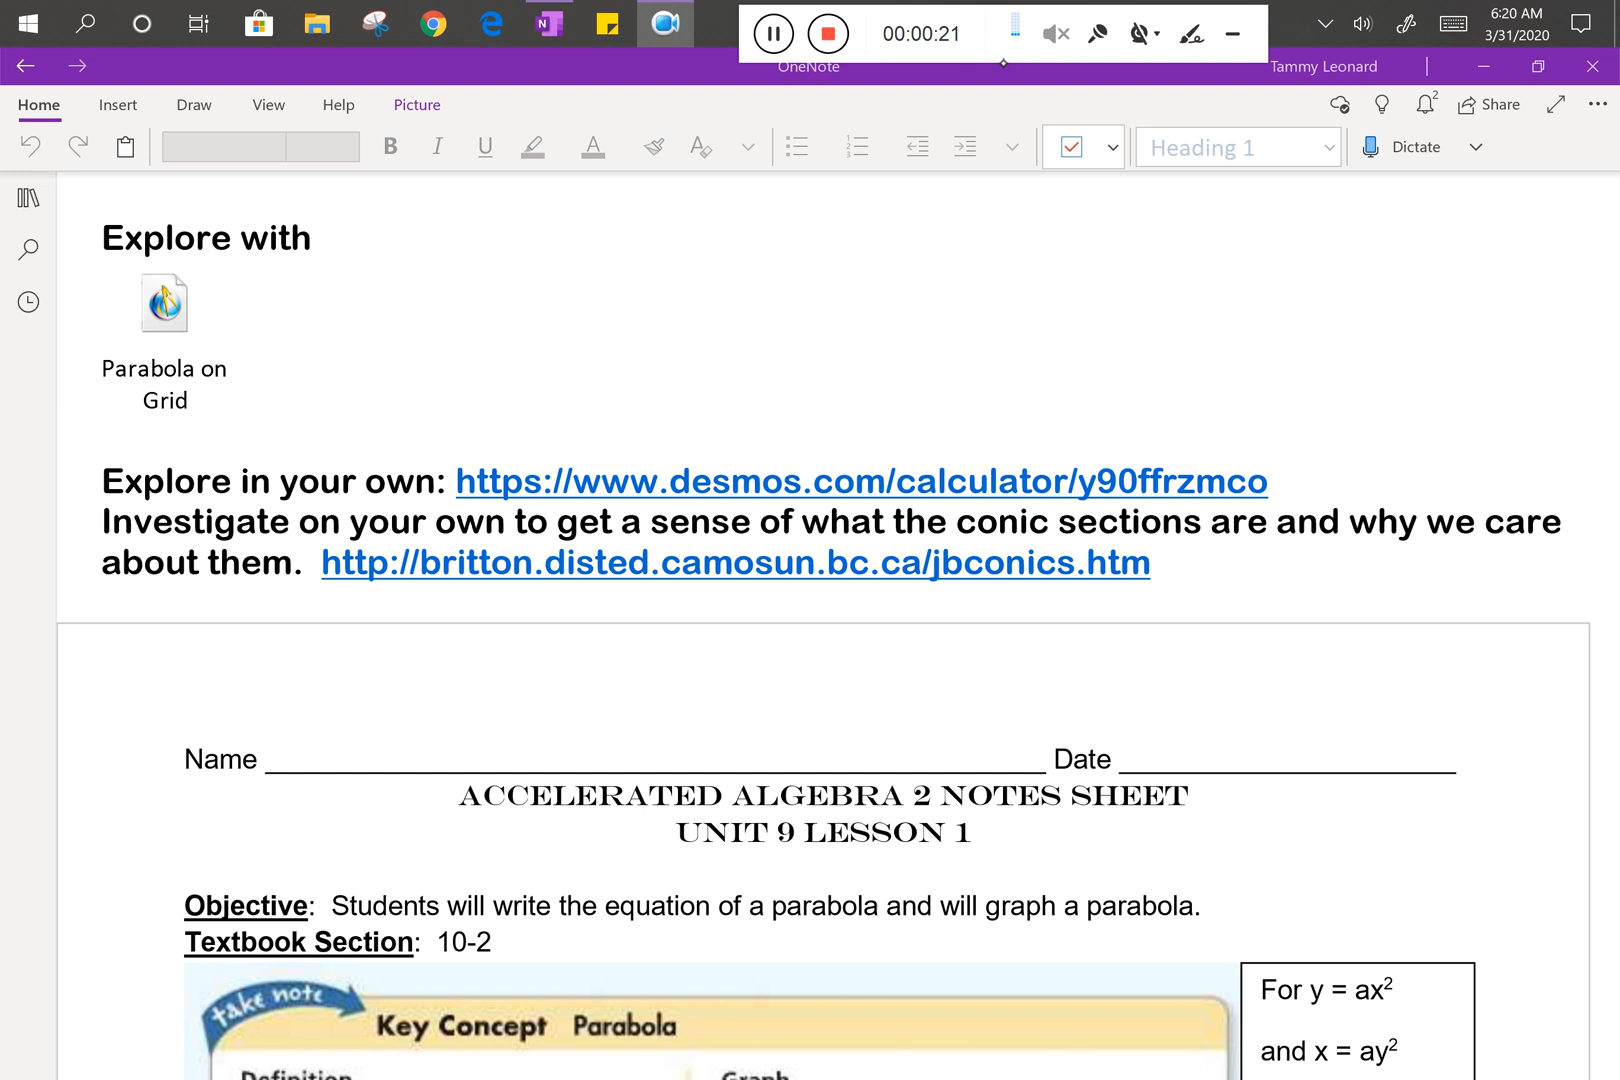 00:00:21
6:20 AM
3/31/2020
OneNote
Tammy Leonard
Home Insert Draw View Help Picture
2
Share
B I U A A
Heading 1
Dictate
Explore with
Parabola on
Grid
Explore in your own: https://www.desmos.com/calculator/y90ffrzmco
Investigate on your own to get a sense of what the conic sections are and why we care
about them. http://britton.disted.camosun.bc.ca/jbconics.htm
Name Date
ACCELERATED ALGEBRA 2 NOTES SHEET
UNIT 9 LESSON 1
Objective: Students will write the equation of a parabola and will graph a parabola.
Textbook Section: 10-2
take note
Key Concept Parabola
For y = ax²
and x = ay²
Definition Graph